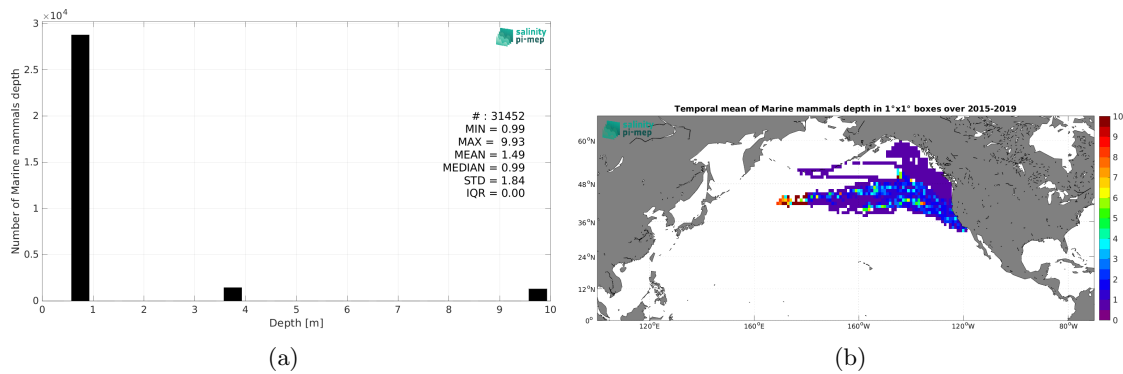 ×10⁴
3
2.5
2
1.5
1
0.5
0
0 1 2 3 4 5 6 7 8 9 10
Number of Marine mammals depth
Depth [m]
salinity
pi-mep
# : 31452
MIN = 0.99
MAX = 9.93
MEAN = 1.49
MEDIAN = 0.99
STD = 1.84
IQR = 0.00
(a)
Temporal mean of Marine mammals depth in 1°x1° boxes over 2015-2019
salinity
pi-mep
60°N
48°N
36°N
24°N
12°N
0°
120°E 160°E 160°W 120°W 80°W
10
9
8
7
6
5
4
3
2
1
0
(b)